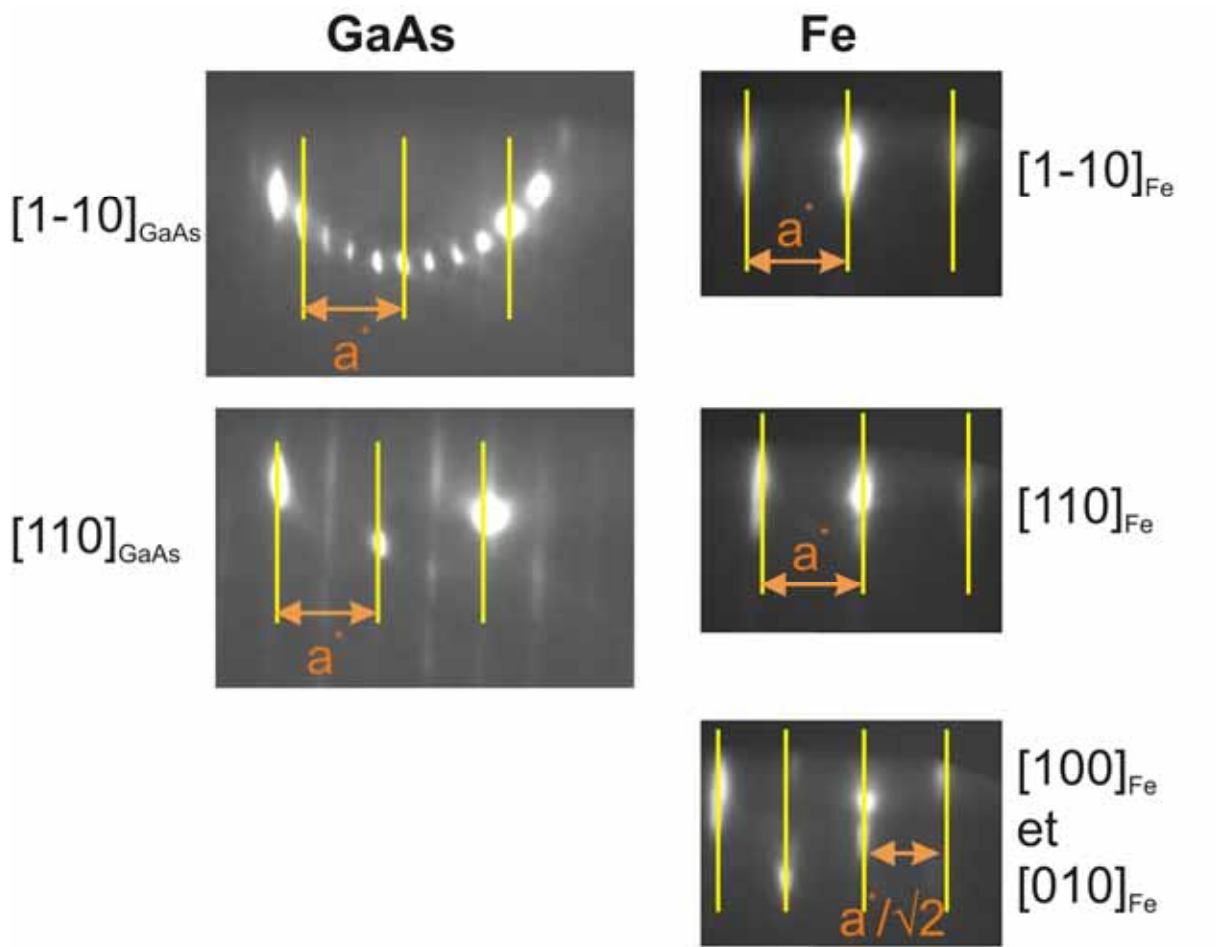 GaAs
Fe
[1-10]GaAs
a*
a*
[1-10]Fe
[110]GaAs
a*
a*
[110]Fe
a*/√2
[100]Fe
et
[010]Fe